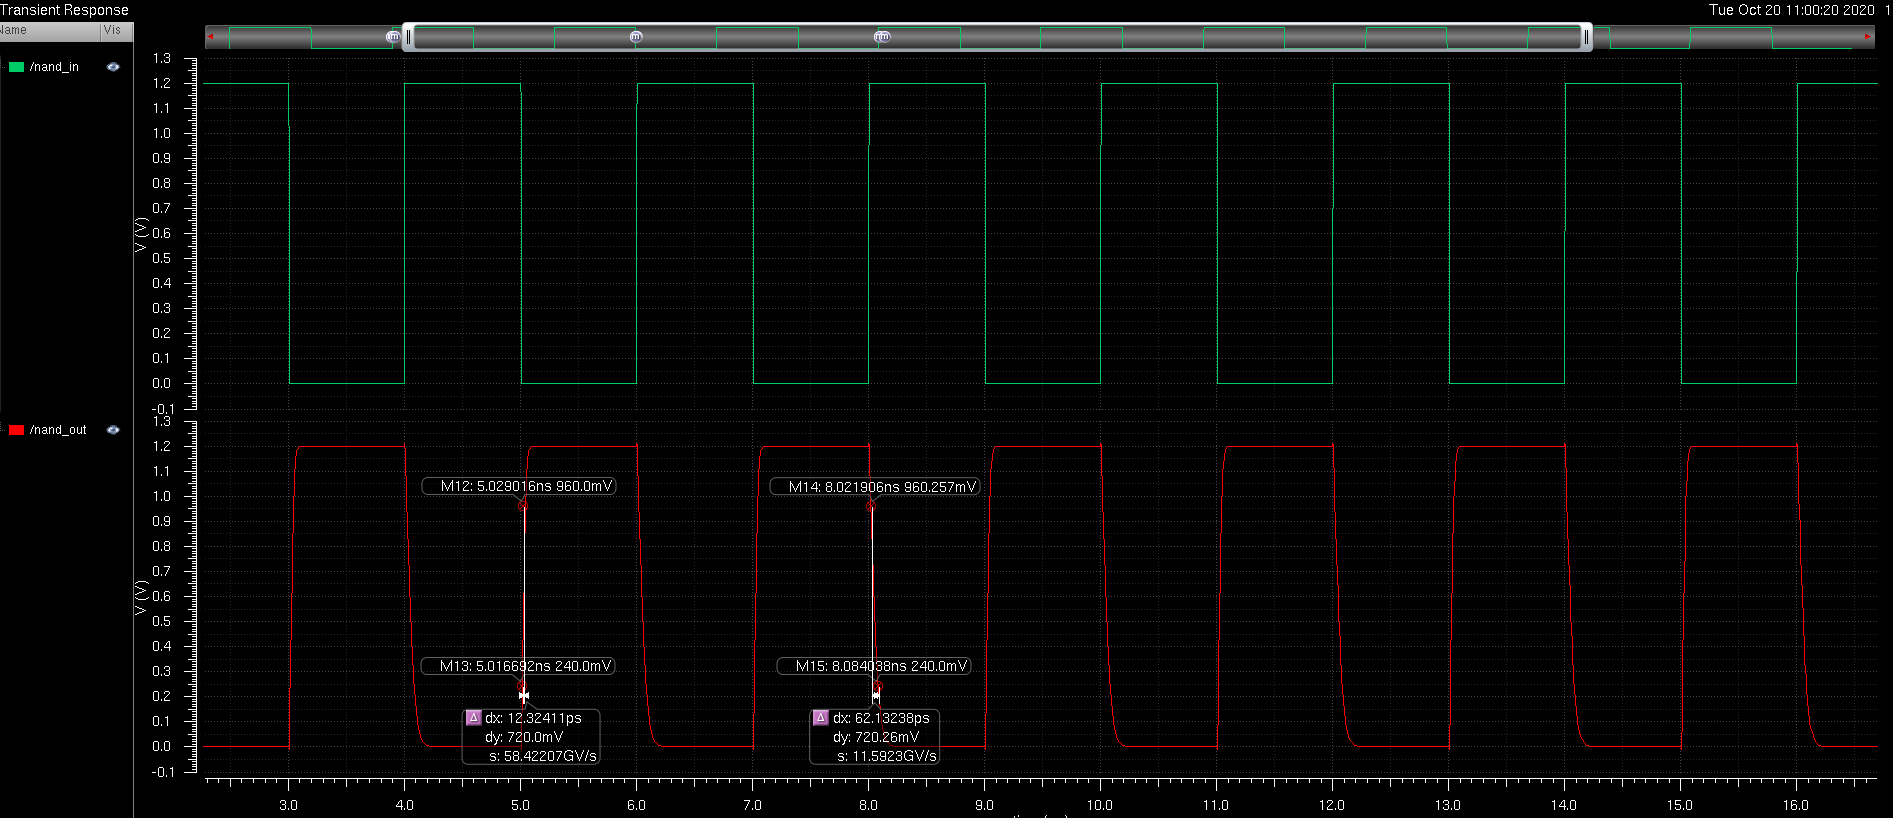 Transient Response
Tue Oct 20 11:00:20 2020 1
Name Vis
/nand_in
1.3
1.2
1.1
1.0
0.9
0.8
0.7
0.6
0.5
0.4
0.3
0.2
0.1
0.0
-0.1
V (V)
/nand_out
1.3
1.2
1.1
1.0
0.9
0.8
0.7
0.6
0.5
0.4
0.3
0.2
0.1
0.0
-0.1
V (V)
M12: 5.029016ns 960.0mV
M14: 8.021906ns 960.257mV
M13: 5.016692ns 240.0mV
M15: 8.084038ns 240.0mV
dx: 12.32411ps
dy: 720.0mV
s: 58.42207GV/s
dx: 62.13238ps
dy: 720.26mV
s: 11.5923GV/s
3.0 4.0 5.0 6.0 7.0 8.0 9.0 10.0 11.0 12.0 13.0 14.0 15.0 16.0